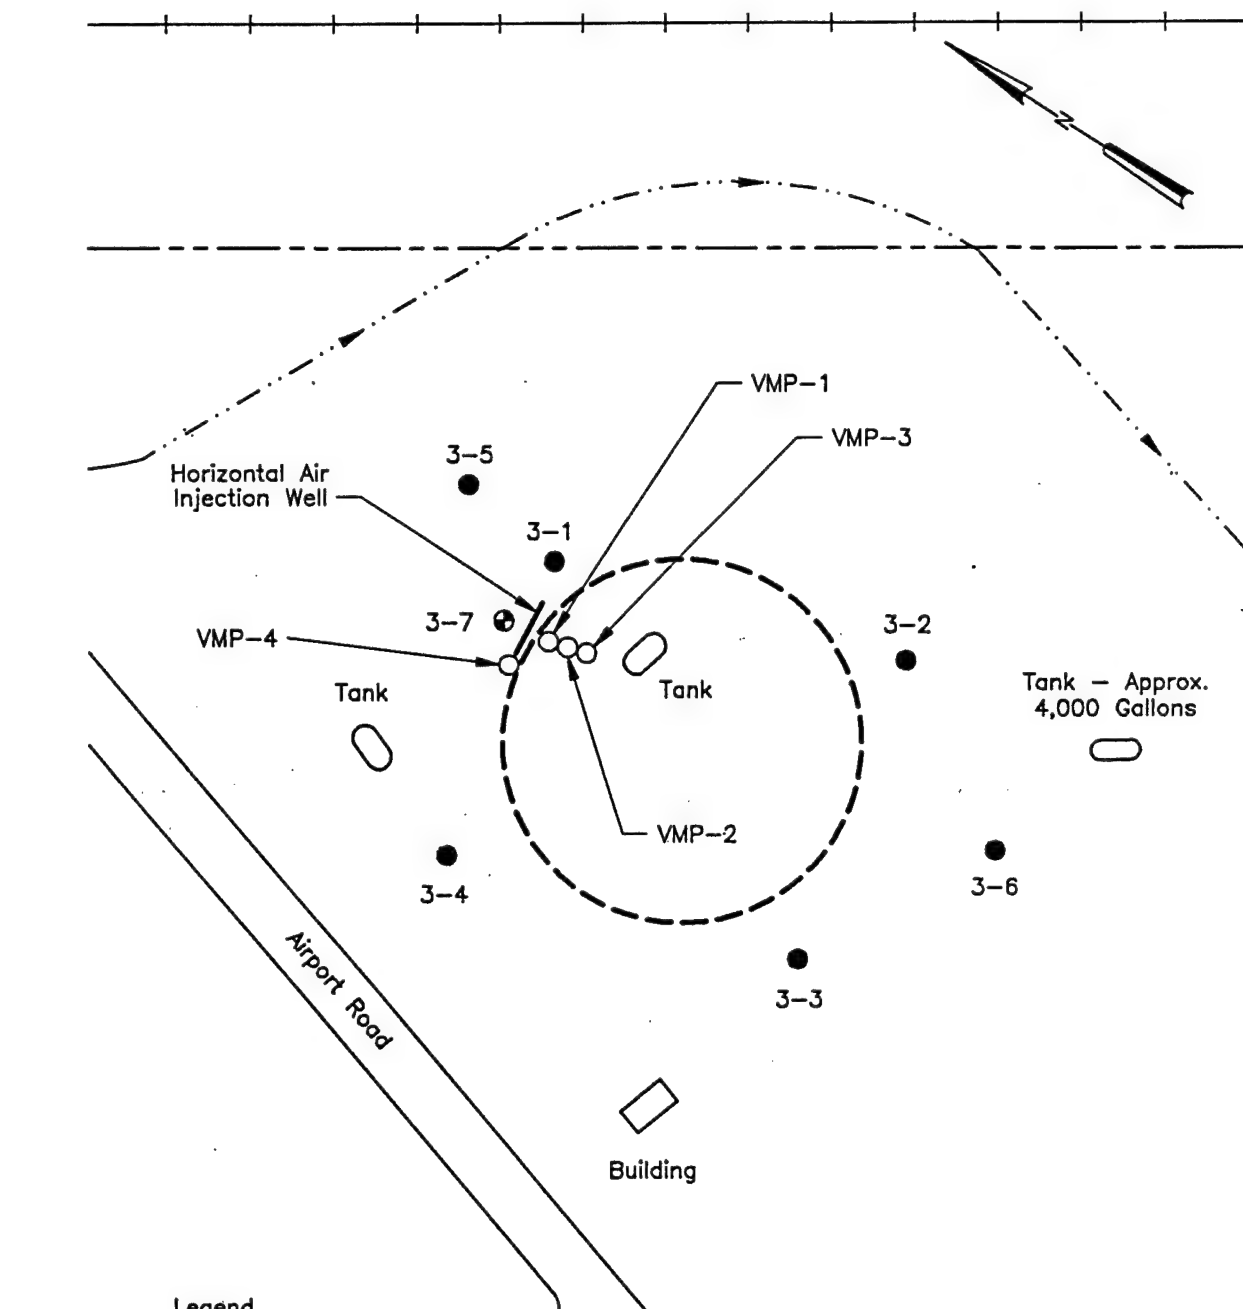 N
VMP-1
VMP-3
3-5
Horizontal Air
Injection Well
3-1
3-7
VMP-4
3-2
Tank
Tank
Tank - Approx.
4,000 Gallons
VMP-2
3-4
3-6
Airport Road
3-3
Building
Legend